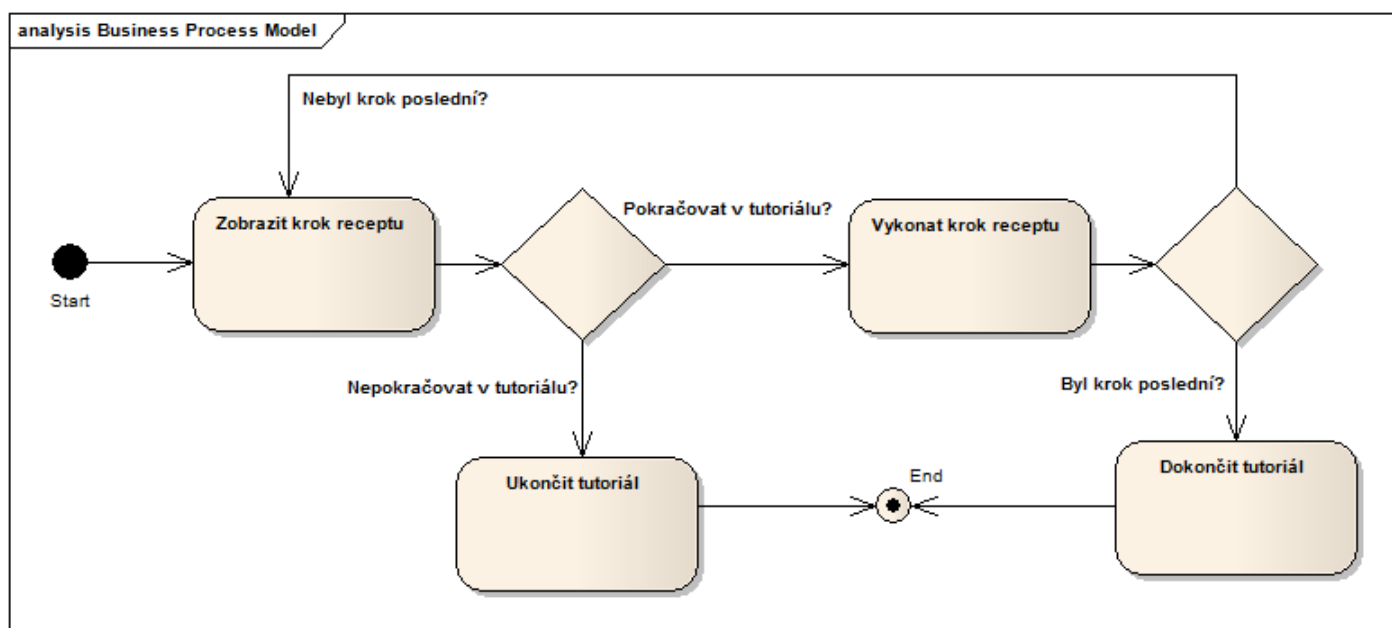 analysis Business Process Model
Nebyl krok poslední?
Zobrazit krok receptu
Pokračovat v tutoriálu?
Vykonat krok receptu
Start
Nepokračovat v tutoriálu?
Byl krok poslední?
Ukončit tutoriál
End
Dokončit tutoriál